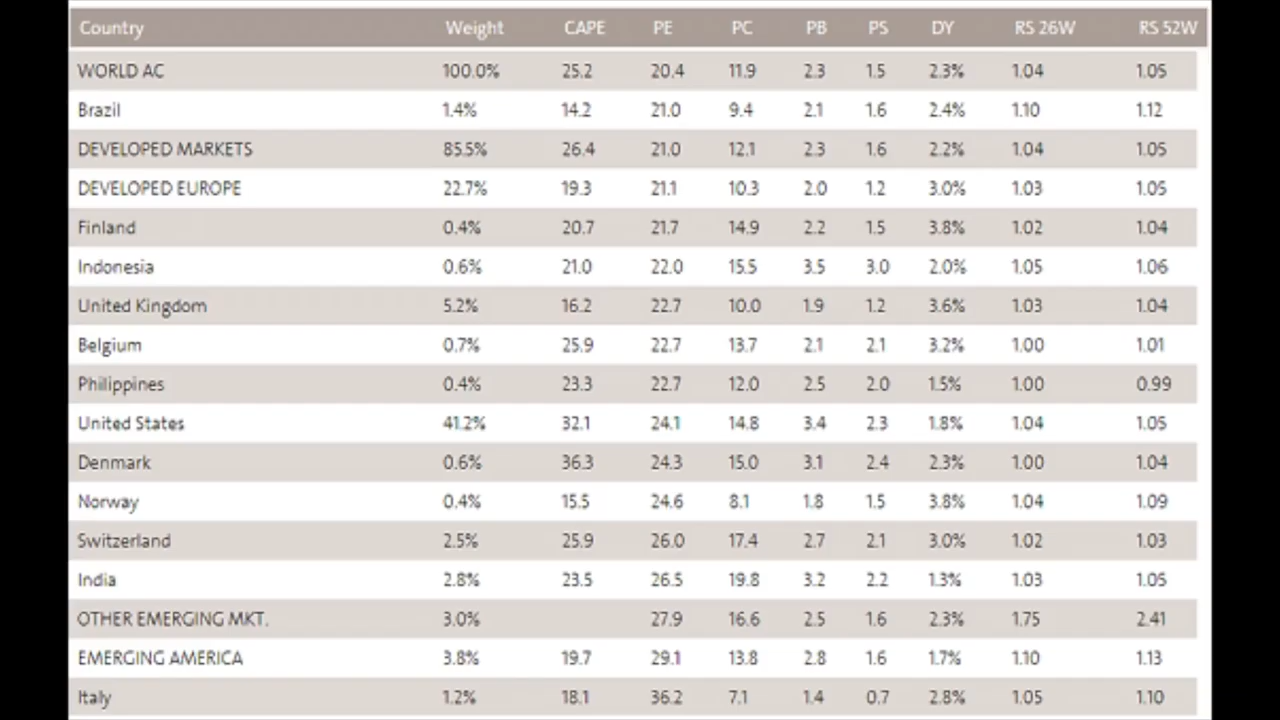 Country Weight CAPE PE PC PB PS DY RS 26W RS 52W
WORLD AC 100.0% 25.2 20.4 11.9 2.3 1.5 2.3% 1.04 1.05
Brazil 1.4% 14.2 21.0 9.4 2.1 1.6 2.4% 1.10 1.12
DEVELOPED MARKETS 85.5% 26.4 21.0 12.1 2.3 1.6 2.2% 1.04 1.05
DEVELOPED EUROPE 22.7% 19.3 21.1 10.3 2.0 1.2 3.0% 1.03 1.05
Finland 0.4% 20.7 21.7 14.9 2.2 1.5 3.8% 1.02 1.04
Indonesia 0.6% 21.0 22.0 15.5 3.5 3.0 2.0% 1.05 1.06
United Kingdom 5.2% 16.2 22.7 10.0 1.9 1.2 3.6% 1.03 1.04
Belgium 0.7% 25.9 22.7 13.7 2.1 2.1 3.2% 1.00 1.01
Philippines 0.4% 23.3 22.7 12.0 2.5 2.0 1.5% 1.00 0.99
United States 41.2% 32.1 24.1 14.8 3.4 2.3 1.8% 1.04 1.05
Denmark 0.6% 36.3 24.3 15.0 3.1 2.4 2.3% 1.00 1.04
Norway 0.4% 15.5 24.6 8.1 1.8 1.5 3.8% 1.04 1.09
Switzerland 2.5% 25.9 26.0 17.4 2.7 2.1 3.0% 1.02 1.03
India 2.8% 23.5 26.5 19.8 3.2 2.2 1.3% 1.03 1.05
OTHER EMERGING MKT. 3.0% 27.9 16.6 2.5 1.6 2.3% 1.75 2.41
EMERGING AMERICA 3.8% 19.7 29.1 13.8 2.8 1.6 1.7% 1.10 1.13
Italy 1.2% 18.1 36.2 7.1 1.4 0.7 2.8% 1.05 1.10